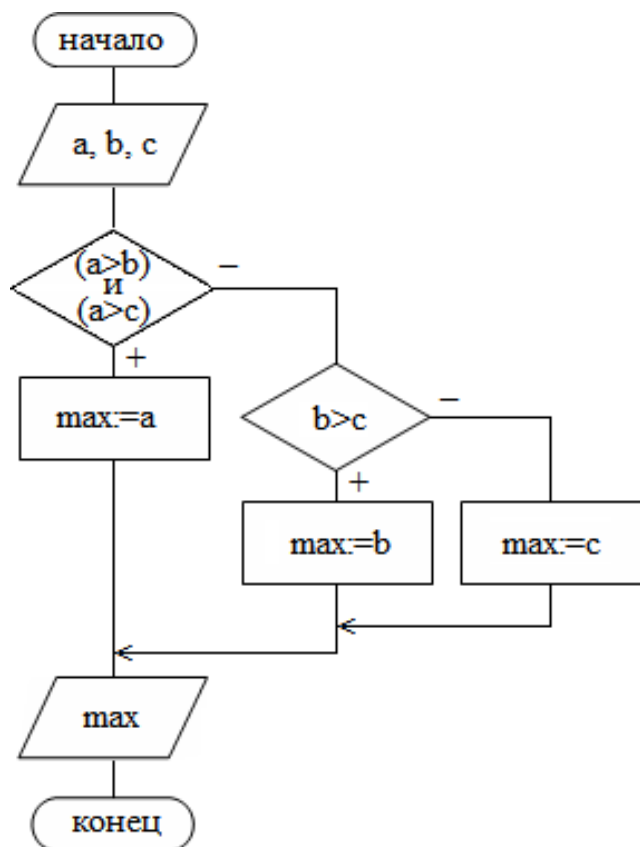 начало
a, b, c
(a>b)
и
(a>c)
–
+
max:=a
b>c
–
+
max:=b
max:=c
max
конец